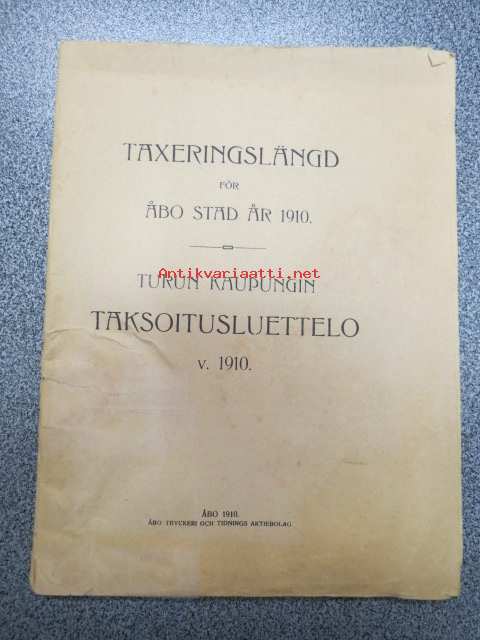 TAXERINGSLÄNGD
FÖR
ÅBO STAD ÅR 1910.
Antikvariaatti.net
TURUN KAUPUNGIN
TAKSOITUSLUETTELO
V. 1910.
ÅBO 1910.
ÅBO TRYCKERI OCH TIDNINGS AKTIEBOLAG